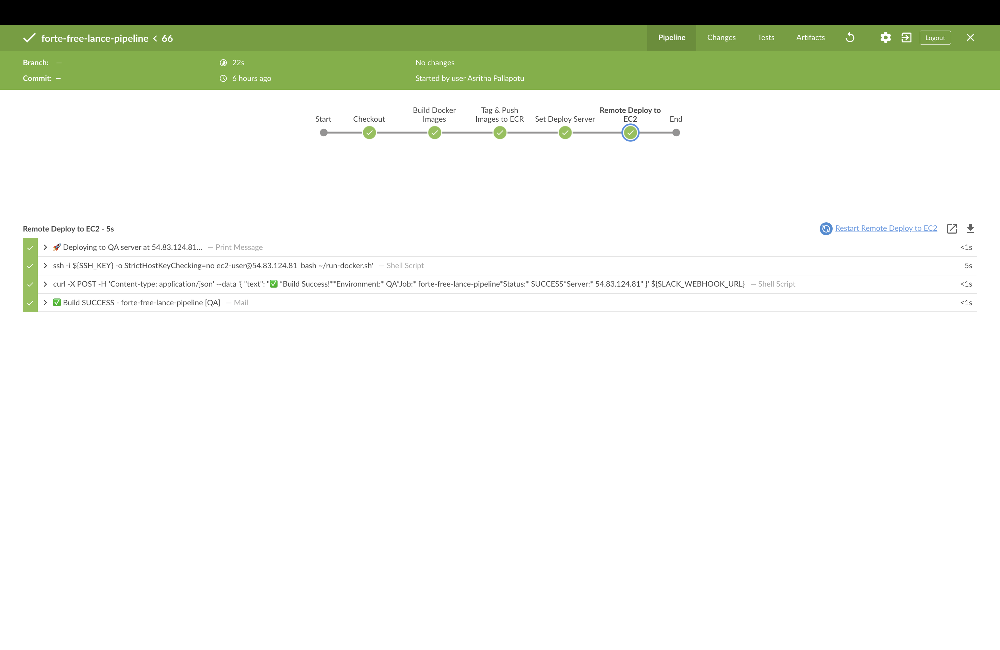 forte-free-lance-pipeline < 66
Pipeline
Changes
Tests
Artifacts
Logout
Branch: —
22s
No changes
Commit: —
6 hours ago
Started by user Asritha Pallapotu
Start
Checkout
Build Docker
Images
Tag & Push
Images to ECR
Set Deploy Server
Remote Deploy to
EC2
End
Remote Deploy to EC2 - 5s
Restart Remote Deploy to EC2
🚀 Deploying to QA server at 54.83.124.81... — Print Message <1s
ssh -i ${SSH_KEY} -o StrictHostKeyChecking=no ec2-user@54.83.124.81 'bash ~/run-docker.sh' — Shell Script 5s
curl -X POST -H 'Content-type: application/json' --data '{ "text": "✅ *Build Success!**Environment:* QA*Job:* forte-free-lance-pipeline*Status:* SUCCESS*Server:* 54.83.124.81" }' ${SLACK_WEBHOOK_URL} — Shell Script <1s
✅ Build SUCCESS - forte-free-lance-pipeline [QA] — Mail <1s